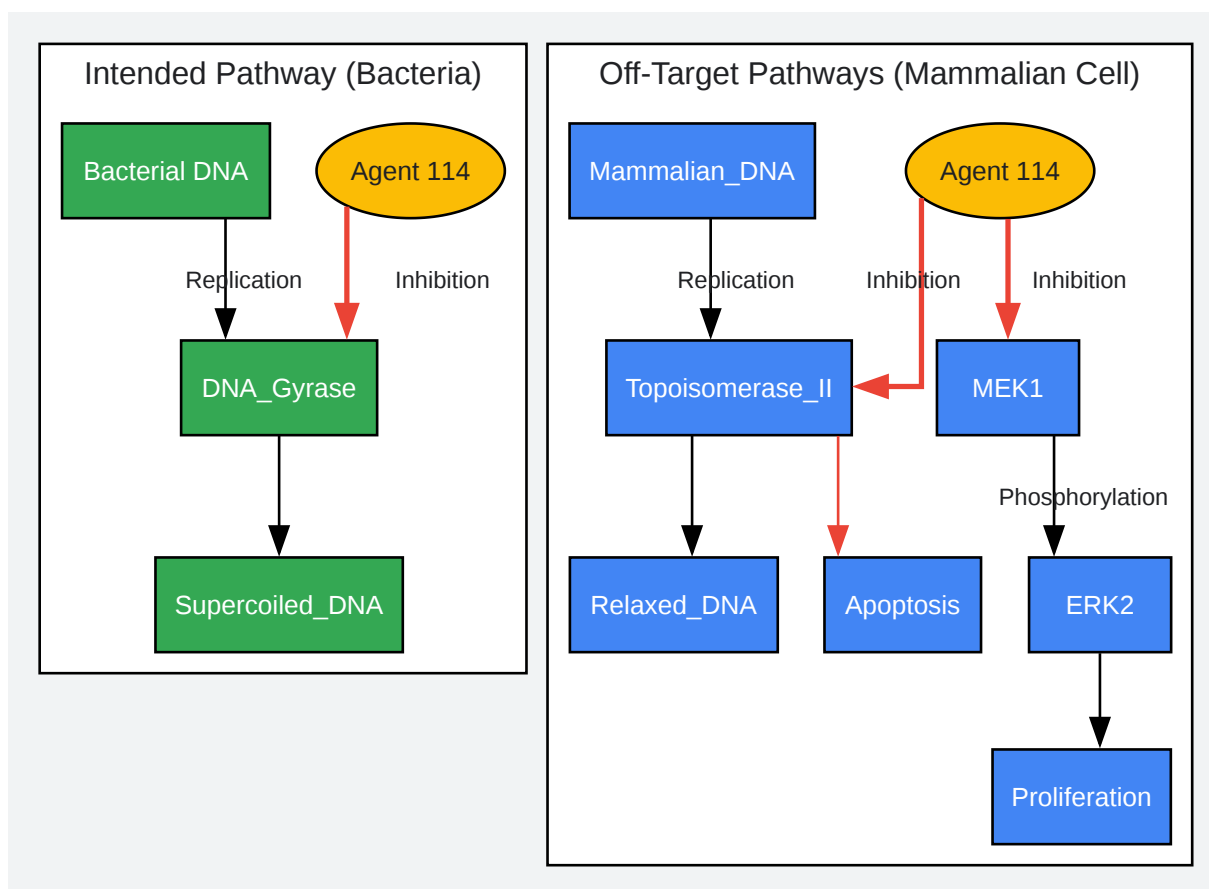 Intended Pathway (Bacteria)
Bacterial DNA
Agent 114
Replication
Inhibition
DNA_Gyrase
Supercoiled_DNA
Off-Target Pathways (Mammalian Cell)
Mammalian_DNA
Agent 114
Replication
Inhibition
Inhibition
Topoisomerase_II
MEK1
Phosphorylation
Relaxed_DNA
Apoptosis
ERK2
Proliferation